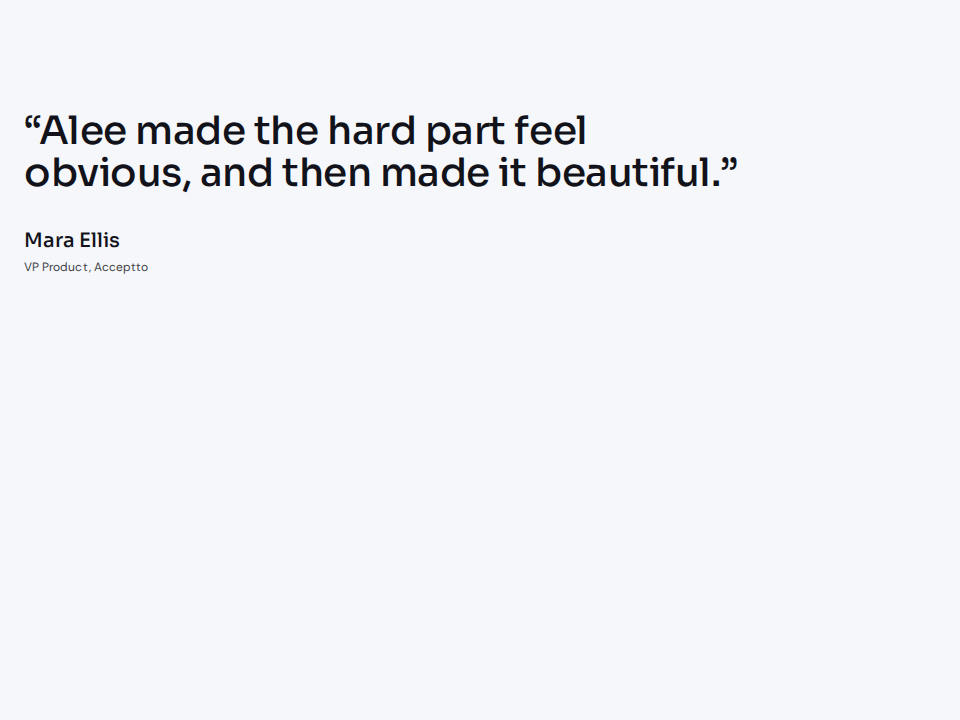 “Alee made the hard part feel
obvious, and then made it beautiful.”
Mara Ellis
VP Product, Acceptto